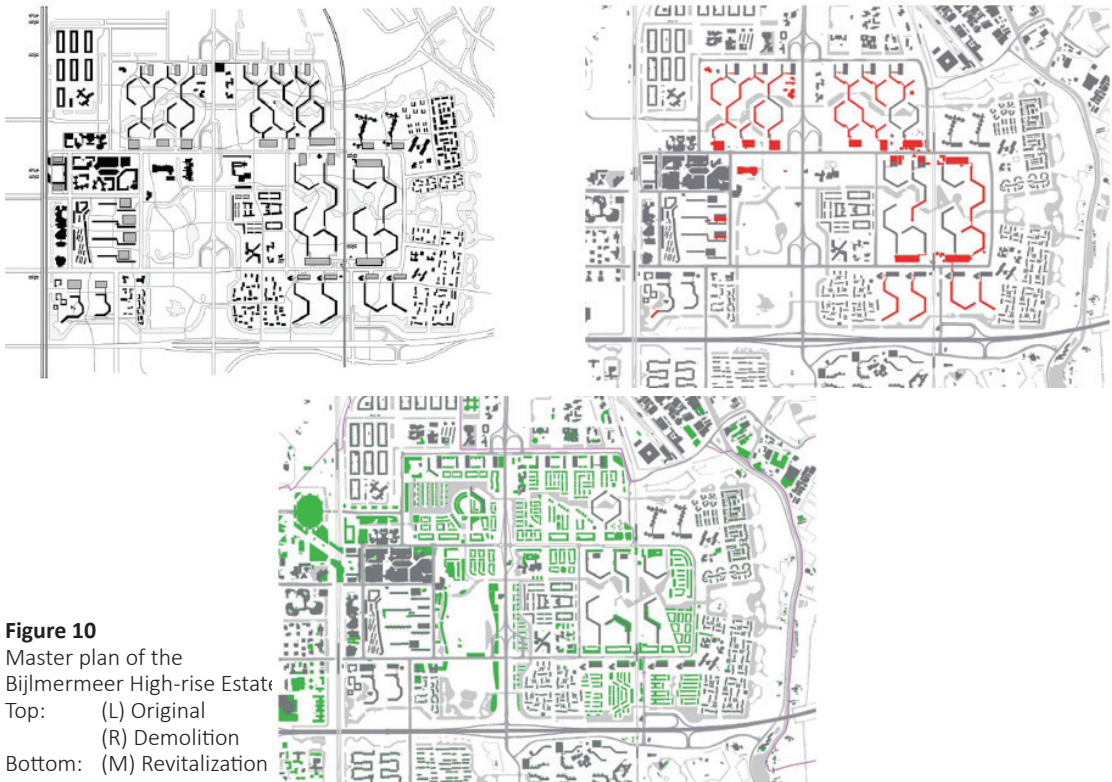 Figure 10
Master plan of the
Bijlmermeer High-rise Estate
Top: (L) Original
(R) Demolition
Bottom: (M) Revitalization